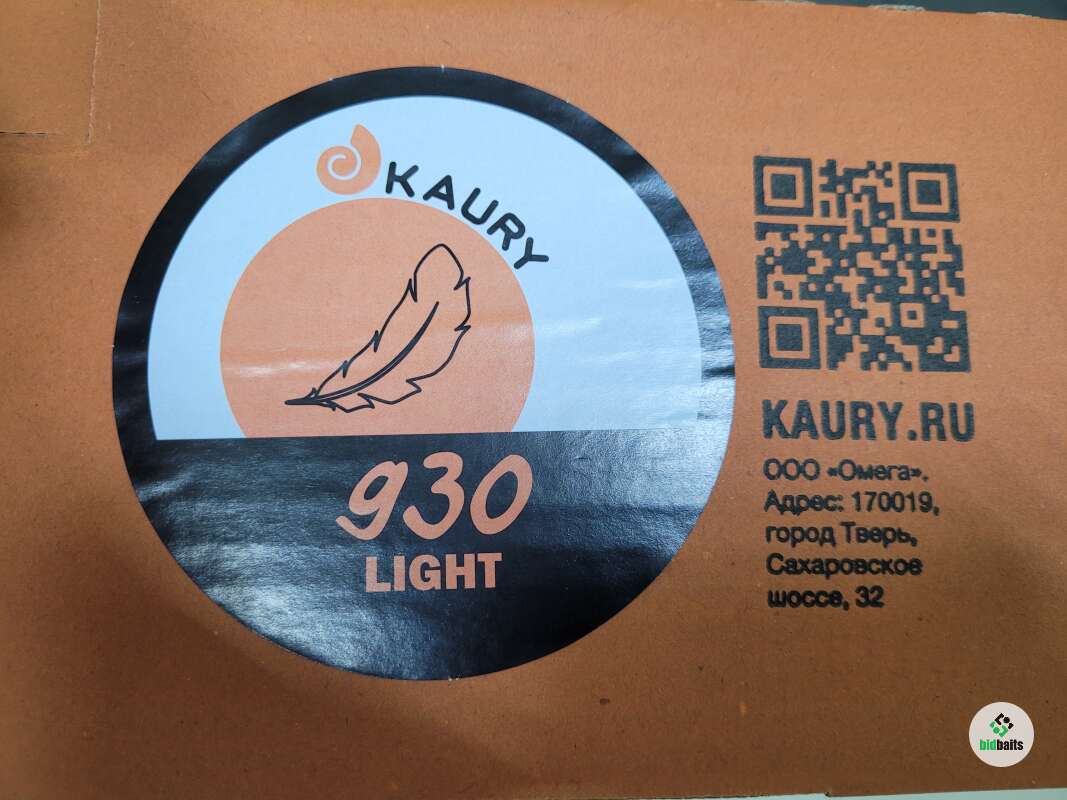 KAURY
930
LIGHT
KAURY.RU
ООО «Омега».
Адрес: 170019,
город Тверь,
Сахаровское
шоссе, 32
bidbaits